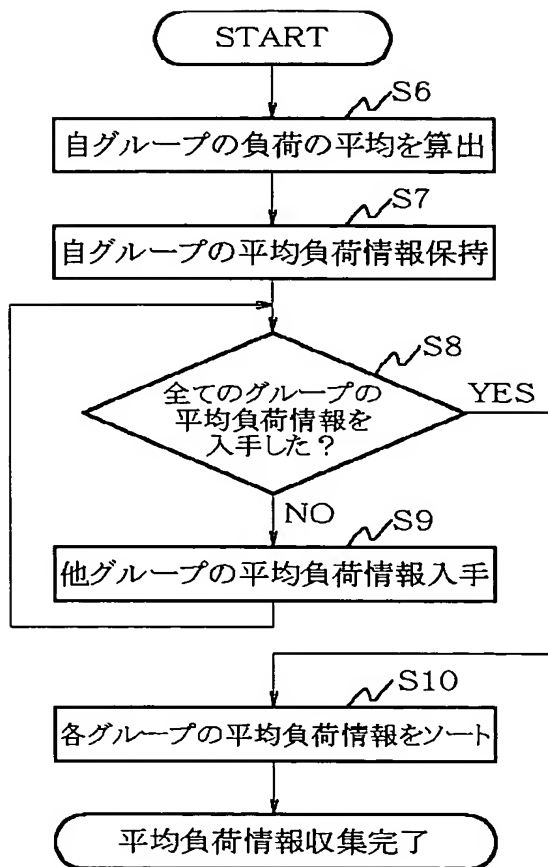 START
S6
自グループの負荷の平均を算出
S7
自グループの平均負荷情報保持
S8
全てのグループの
平均負荷情報を
入手した?
YES
NO
S9
他グループの平均負荷情報入手
S10
各グループの平均負荷情報をソート
平均負荷情報収集完了